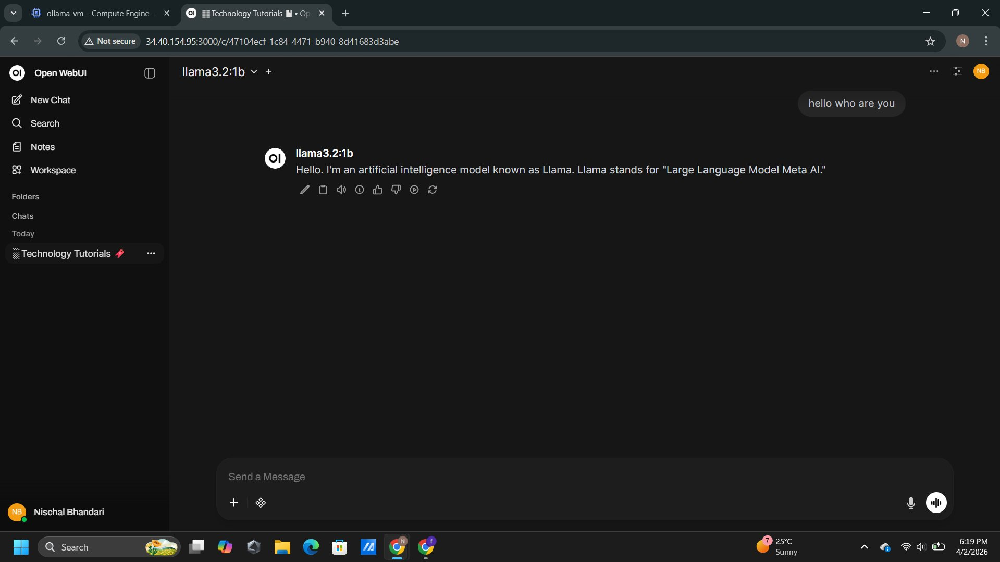 ollama-vm – Compute Engine –
Technology Tutorials • Op
Not secure
34.40.154.95:3000/c/47104ecf-1c84-4471-b940-8d41683d3abe
N
OI
Open WebUI
New Chat
Search
Notes
Workspace
Folders
Chats
Today
Technology Tutorials
NB
Nischal Bhandari
llama3.2:1b
NB
hello who are you
OI
llama3.2:1b
Hello. I'm an artificial intelligence model known as Llama. Llama stands for "Large Language Model Meta AI."
Send a Message
Search
N
f
7
25°C
Sunny
6:19 PM
4/2/2026